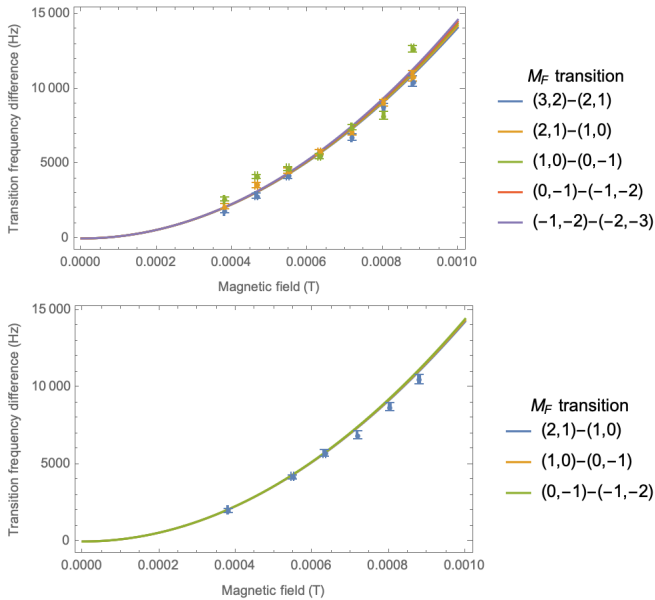 Transition frequency difference (Hz)
15 000
10 000
5000
0
0.0000 0.0002 0.0004 0.0006 0.0008 0.0010
Magnetic field (T)
M_F transition
(3,2)−(2,1)
(2,1)−(1,0)
(1,0)−(0,−1)
(0,−1)−(−1,−2)
(−1,−2)−(−2,−3)
Transition frequency difference (Hz)
15 000
10 000
5000
0
0.0000 0.0002 0.0004 0.0006 0.0008 0.0010
Magnetic field (T)
M_F transition
(2,1)−(1,0)
(1,0)−(0,−1)
(0,−1)−(−1,−2)